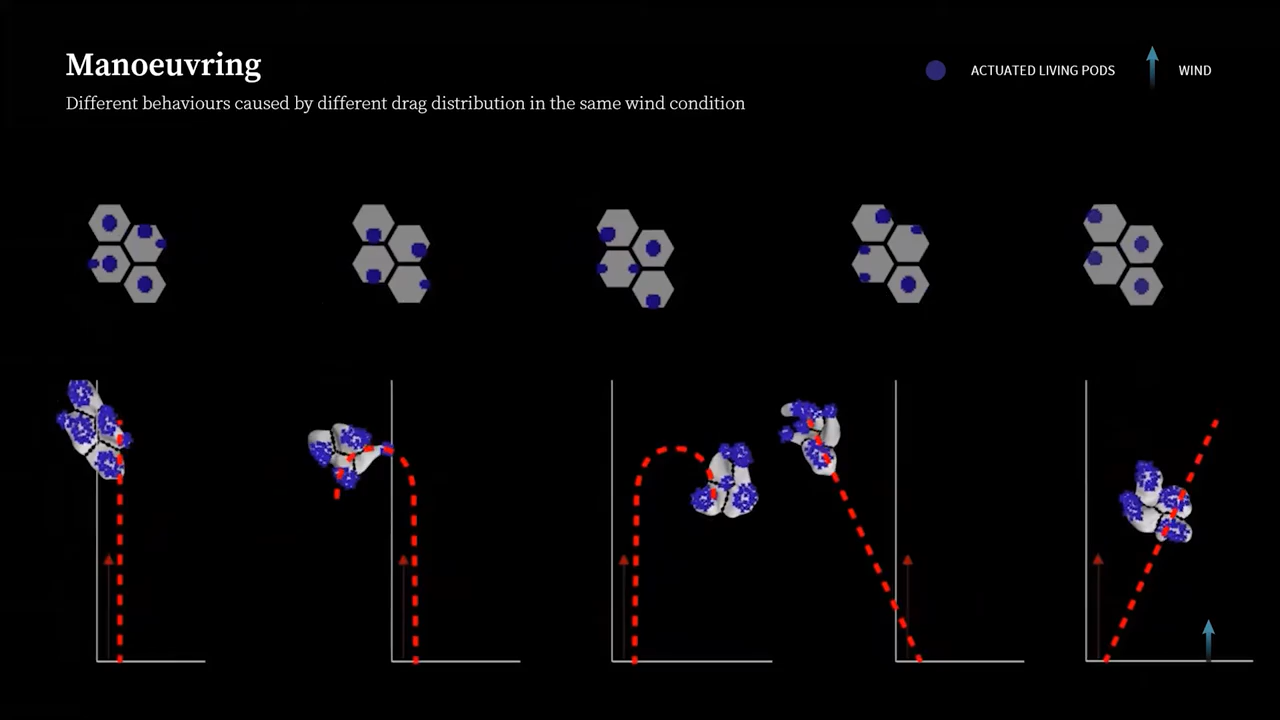 Manoeuvring
Different behaviours caused by different drag distribution in the same wind condition
ACTUATED LIVING PODS
WIND